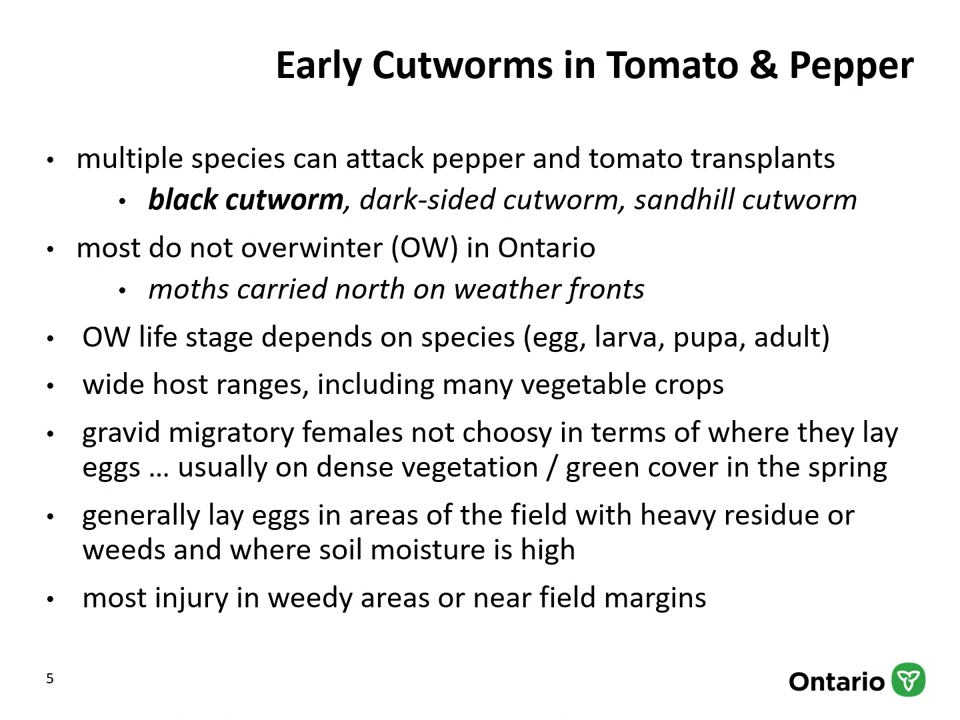 Early Cutworms in Tomato & Pepper
• multiple species can attack pepper and tomato transplants
• black cutworm, dark-sided cutworm, sandhill cutworm
• most do not overwinter (OW) in Ontario
• moths carried north on weather fronts
• OW life stage depends on species (egg, larva, pupa, adult)
• wide host ranges, including many vegetable crops
• gravid migratory females not choosy in terms of where they lay
eggs … usually on dense vegetation / green cover in the spring
• generally lay eggs in areas of the field with heavy residue or
weeds and where soil moisture is high
• most injury in weedy areas or near field margins
5
Ontario